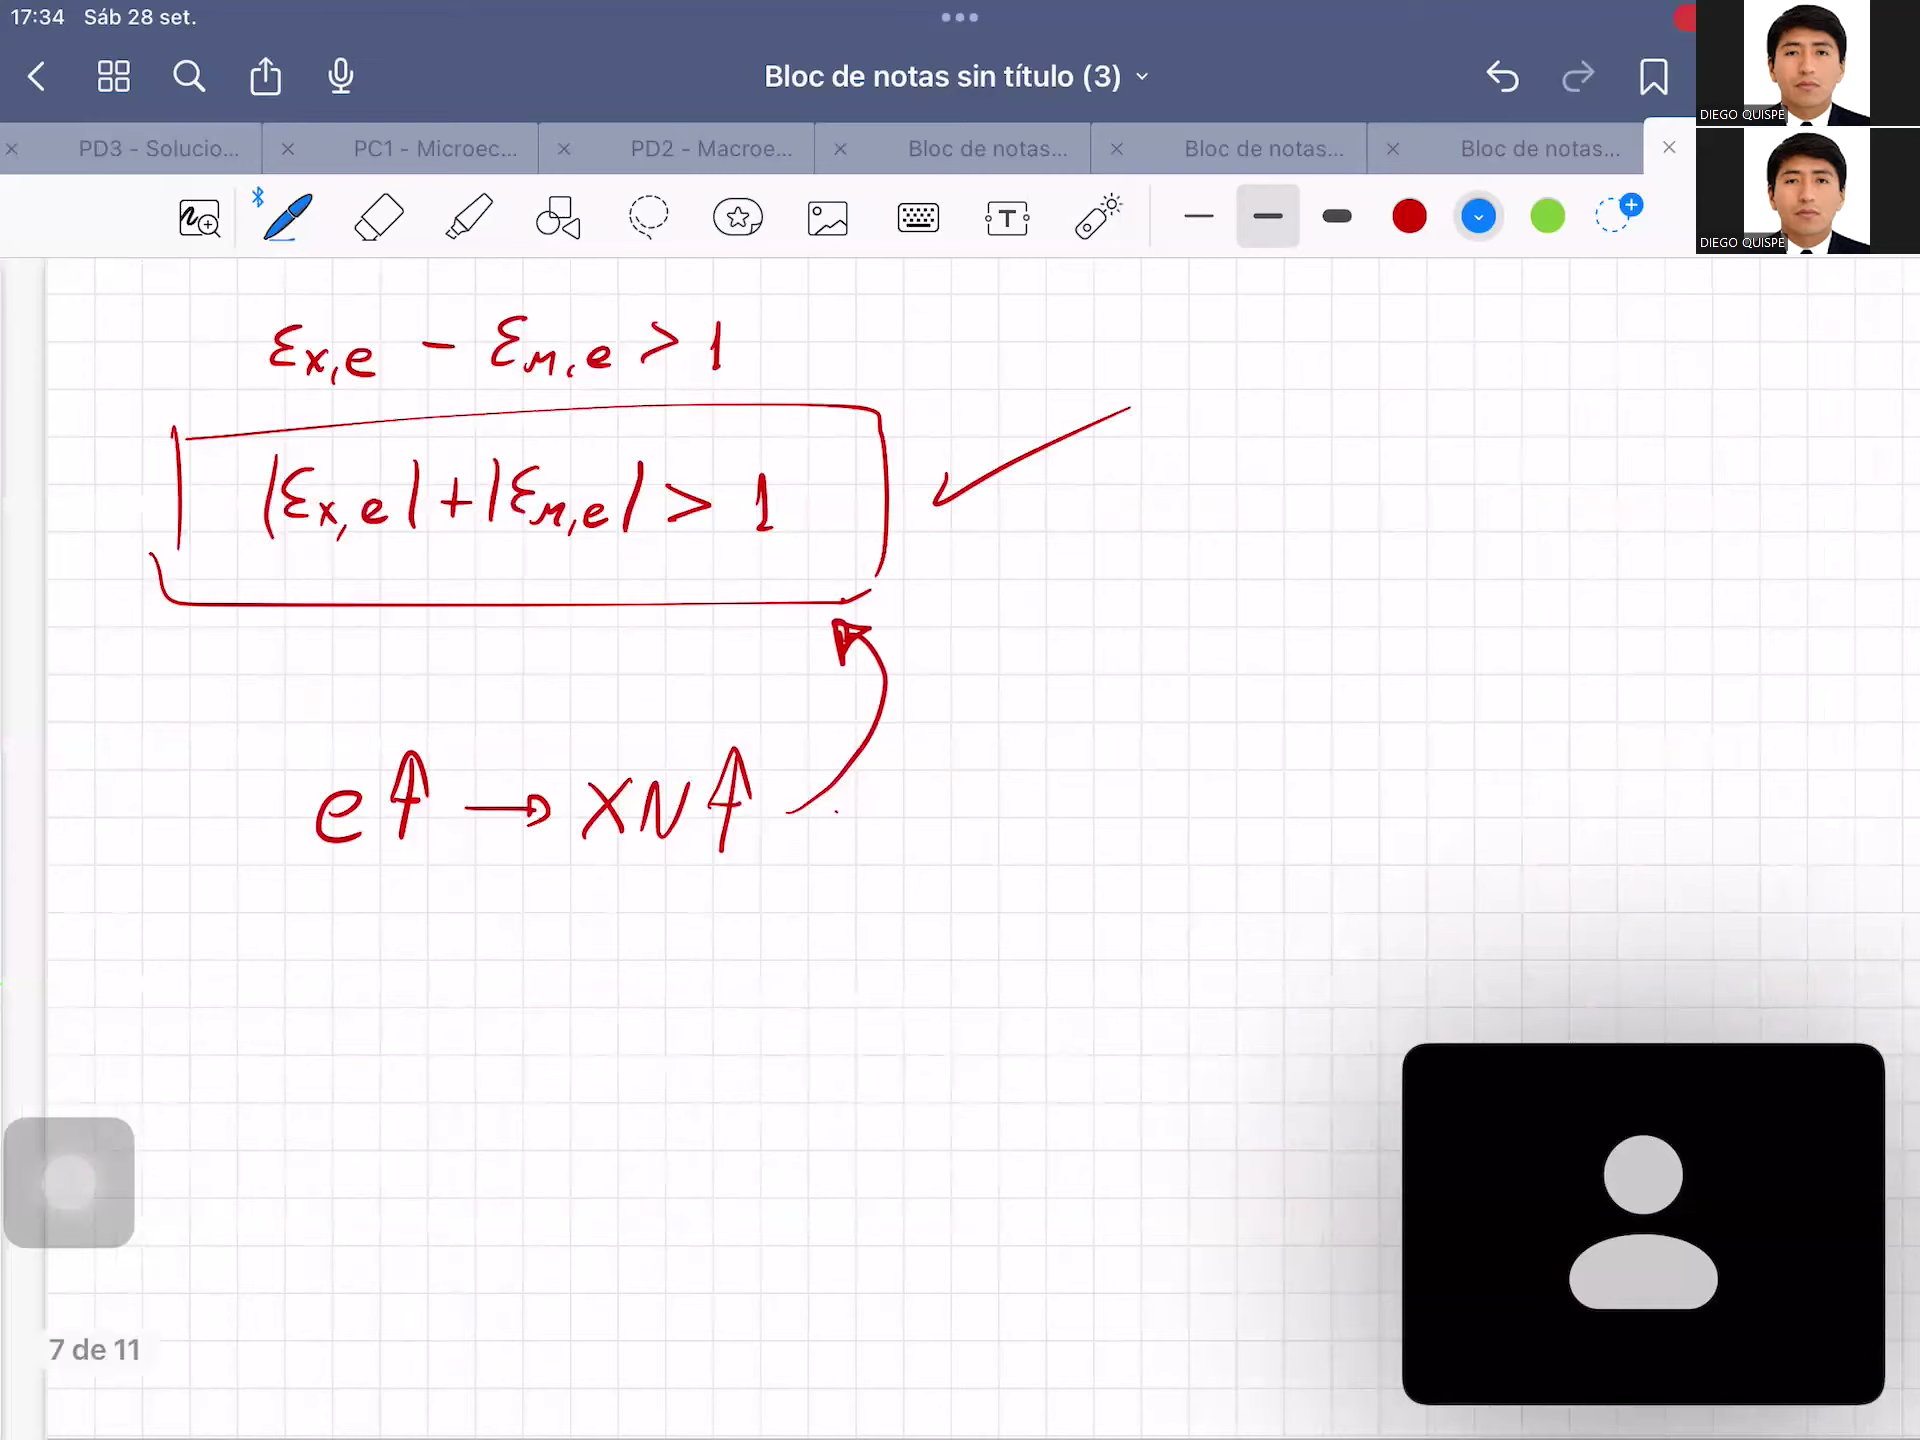 17:34 Sáb 28 set.
Bloc de notas sin título (3)
PD3 - Solucio... PC1 - Microec... PD2 - Macroe... Bloc de notas... Bloc de notas... Bloc de notas...
DIEGO QUISPE
DIEGO QUISPE
T
εx,e - εM,e > 1
|εx,e| + |εM,e| > 1
e↑ → XN↑
7 de 11